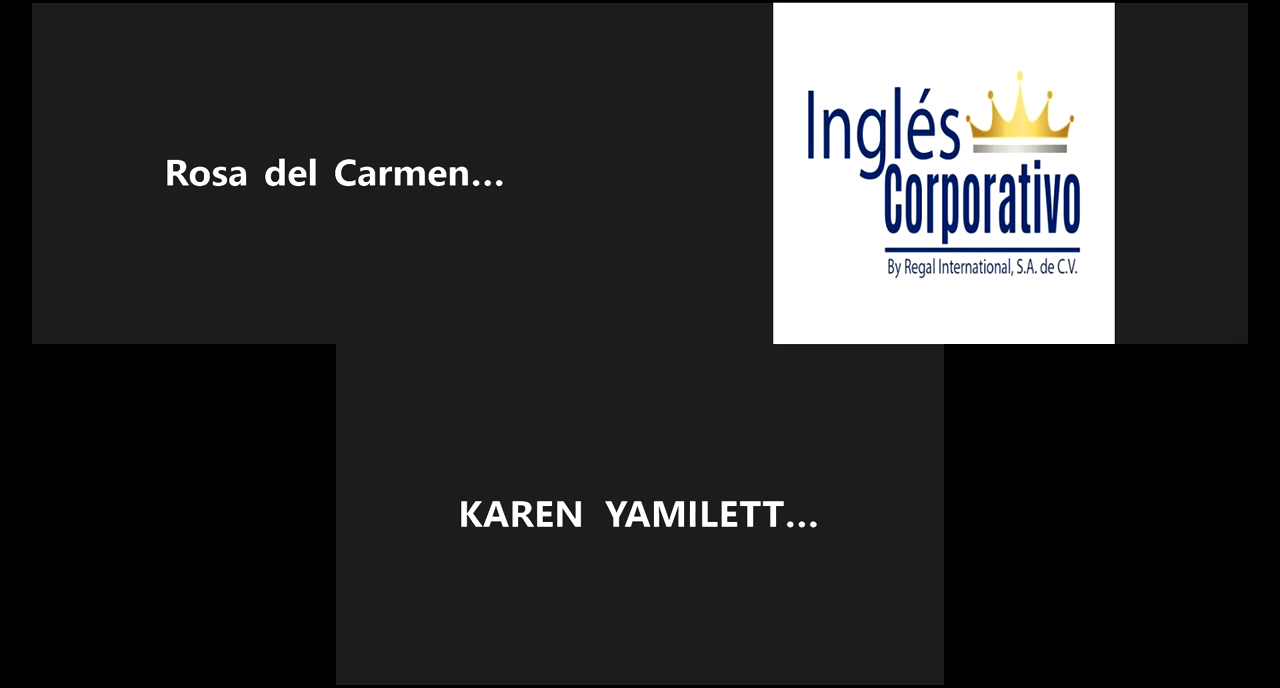 Rosa del Carmen...
Inglés
Corporativo
By Regal International, S.A. de C.V.
KAREN YAMILETT...